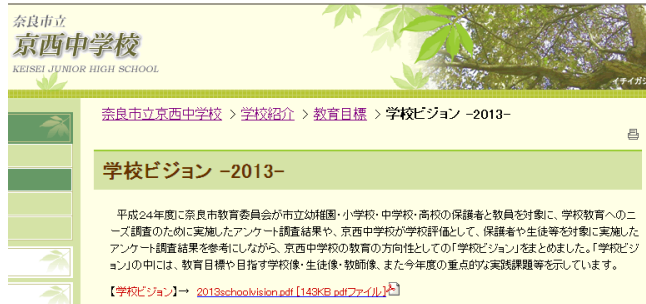 奈良市立
京西中学校
KEISEI JUNIOR HIGH SCHOOL
イチイガシ
奈良市立京西中学校 > 学校紹介 > 教育目標 > 学校ビジョン -2013-
学校ビジョン -2013-
平成24年度に奈良市教育委員会が市立幼稚園・小学校・中学校・高校の保護者と教員を対象に、学校教育へのニ
ーズ調査のために実施したアンケート調査結果や、京西中学校が学校評価として、保護者や生徒等を対象に実施した
アンケート調査結果を参考にしながら、京西中学校の教育の方向性としての「学校ビジョン」をまとめました。「学校ビジ
ョン」の中には、教育目標や目指す学校像・生徒像・教師像、また今年度の重点的な実践課題等を示しています。
【学校ビジョン】→ 2013schoolvision.pdf [143KB pdfファイル]